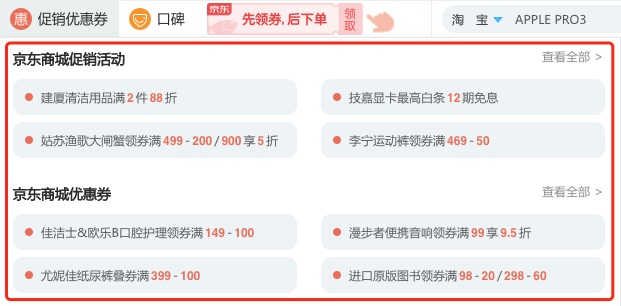 惠 促销优惠券 口碑 京东 先领券,后下单 领取 淘 宝 APPLE PRO3
京东商城促销活动 查看全部 >
建厦清洁用品满2件88折 技嘉显卡最高白条12期免息
姑苏渔歌大闸蟹领券满499-200/900享5折 李宁运动裤领券满469-50
京东商城优惠券 查看全部 >
佳洁士&欧乐B口腔护理领券满149-100 漫步者便携音响领券满99享9.5折
尤妮佳纸尿裤叠券满399-100 进口原版图书领券满98-20/298-60